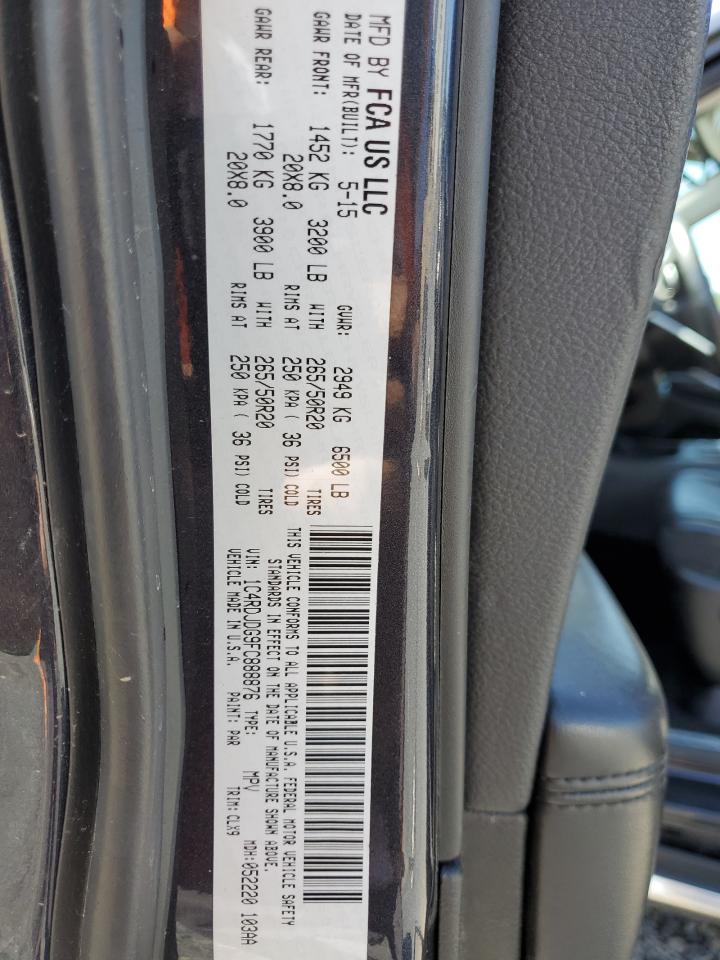 MFD BY FCA US LLC
DATE OF MFR(BUILT): 5-15 GVWR: 2949 KG 6500 LB
GAWR FRONT: 1452 KG 3200 LB WITH 265/50R20 TIRES
20X8.0 RIMS AT 250 KPA ( 36 PSI) COLD
GAWR REAR: 1770 KG 3900 LB WITH 265/50R20 TIRES
20X8.0 RIMS AT 250 KPA ( 36 PSI) COLD
THIS VEHICLE CONFORMS TO ALL APPLICABLE U.S.A. FEDERAL MOTOR VEHICLE SAFETY
STANDARDS IN EFFECT ON THE DATE OF MANUFACTURE SHOWN ABOVE.
VIN: 1C4RDJDG9FC888876 TYPE: MPV MDH:052220 103AA
VEHICLE MADE IN U.S.A. PAINT: PAR TRIM: CLX9